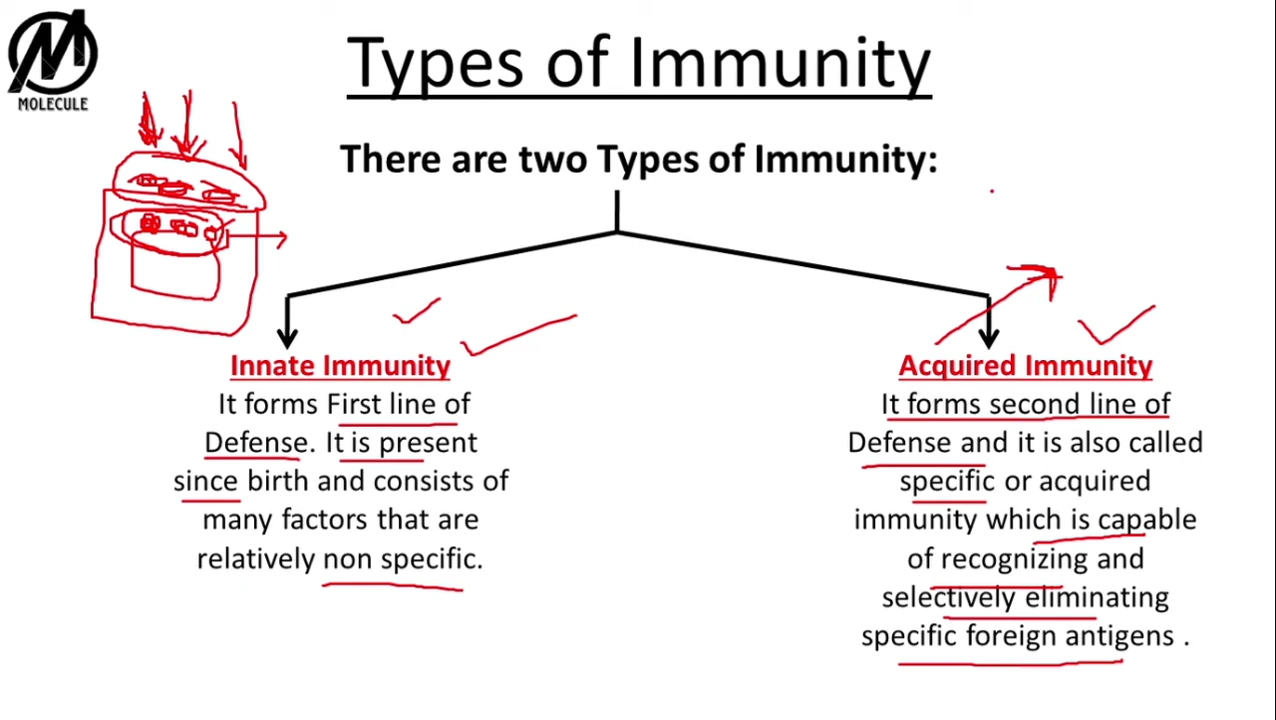 MOLECULE
Types of Immunity
There are two Types of Immunity:
Innate Immunity
It forms First line of
Defense. It is present
since birth and consists of
many factors that are
relatively non specific.
Acquired Immunity
It forms second line of
Defense and it is also called
specific or acquired
immunity which is capable
of recognizing and
selectively eliminating
specific foreign antigens .